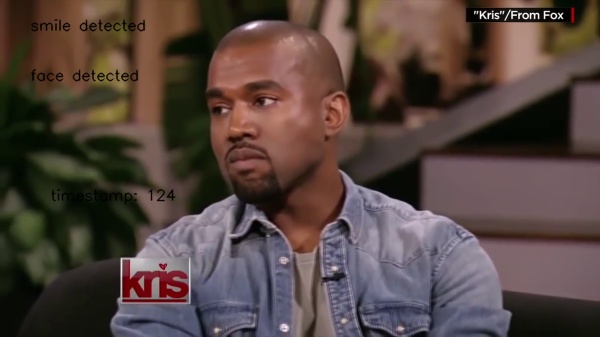 smile detected
"Kris"/From Fox
face detected
timestamp: 124
kris